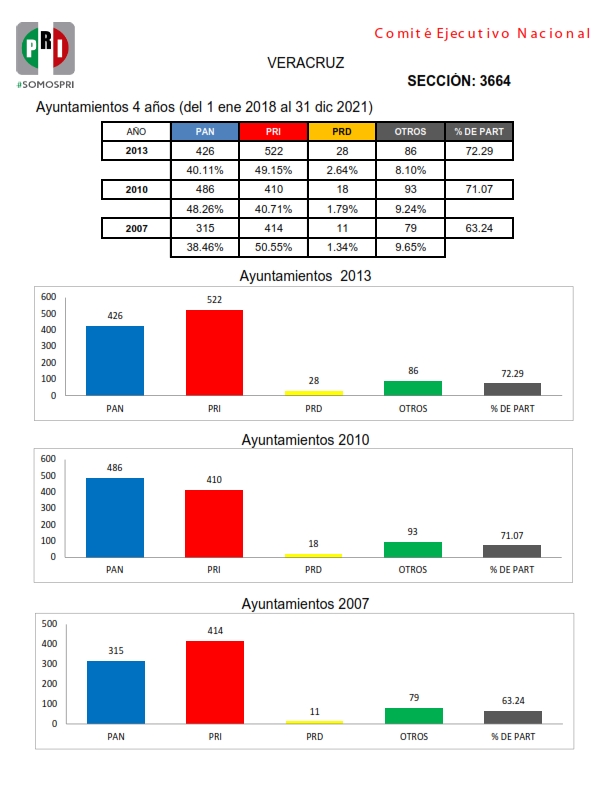 Comité Ejecutivo Nacional
PRI
#SOMOSPRI
VERACRUZ
SECCIÓN: 3664
Ayuntamientos 4 años (del 1 ene 2018 al 31 dic 2021)
AÑO PAN PRI PRD OTROS % DE PART
2013 426 522 28 86 72.29
40.11% 49.15% 2.64% 8.10%
2010 486 410 18 93 71.07
48.26% 40.71% 1.79% 9.24%
2007 315 414 11 79 63.24
38.46% 50.55% 1.34% 9.65%
Ayuntamientos 2013
600
500
400
300
200
100
0
426 522 28 86 72.29
PAN PRI PRD OTROS % DE PART
Ayuntamientos 2010
600
500
400
300
200
100
0
486 410 18 93 71.07
PAN PRI PRD OTROS % DE PART
Ayuntamientos 2007
500
400
300
200
100
0
315 414 11 79 63.24
PAN PRI PRD OTROS % DE PART